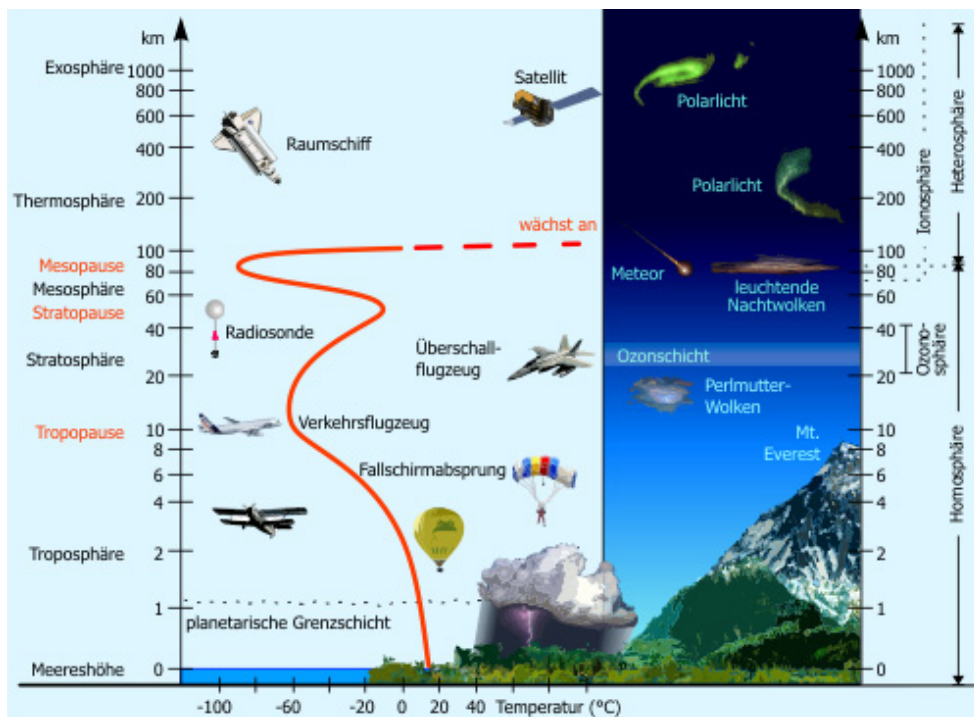 km
km
Exosphäre
1000
1000
Satellit
800
800
Polarlicht
600
600
Raumschiff
400
400
Polarlicht
Thermosphäre
200
200
Ionosphäre
Heterosphäre
wächst an
100
100
Mesopause
80
80
Meteor
Mesosphäre
60
60
leuchtende
Nachtwolken
Stratopause
40
40
Radiosonde
Überschall-
flugzeug
Ozonschicht
Ozono-
sphäre
Stratosphäre
20
20
Perlmutter-
Wolken
Verkehrsflugzeug
Tropopause
10
10
Mt.
Everest
8
8
Fallschirmabsprung
6
6
4
4
Homosphäre
Troposphäre
2
2
1
1
planetarische Grenzschicht
Meereshöhe
0
0
-100 -60 -20 0 20 40 Temperatur (°C)